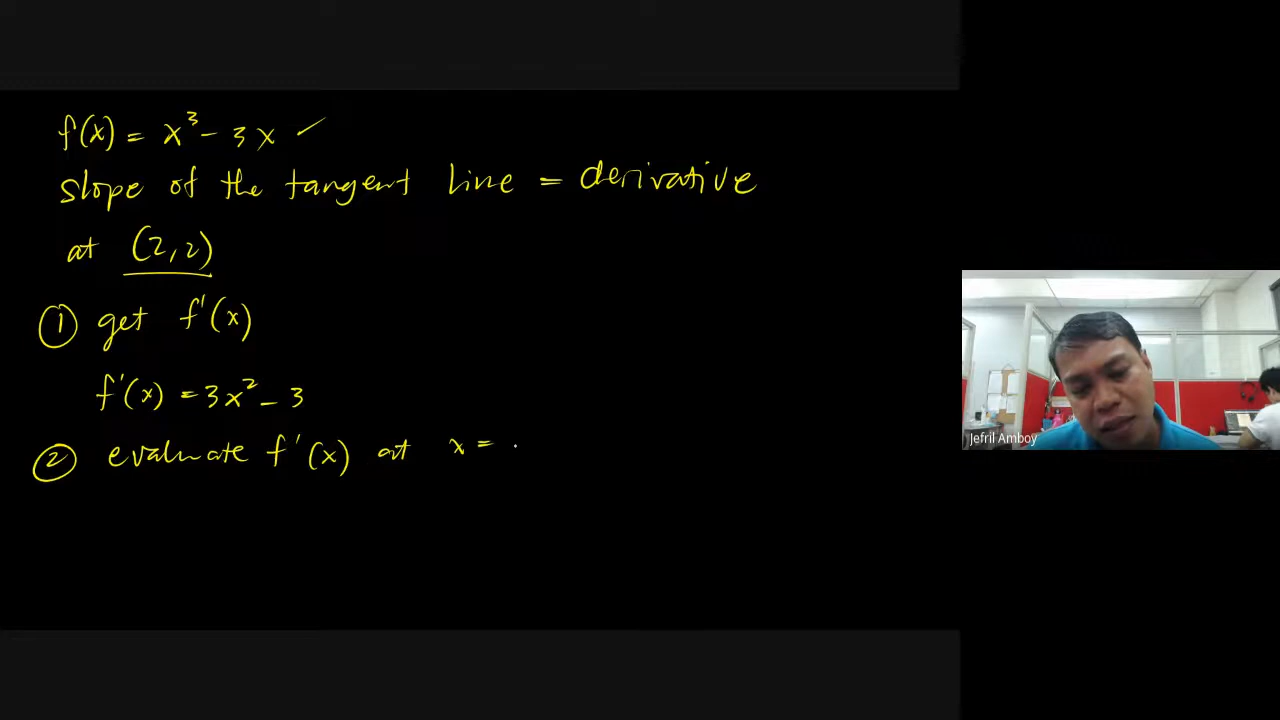 f(x) = x³ - 3x ✓
slope of the tangent line = derivative
at (2,2)
① get f'(x)
f'(x) = 3x² - 3
② evaluate f'(x) at x =
Jefril Amboy